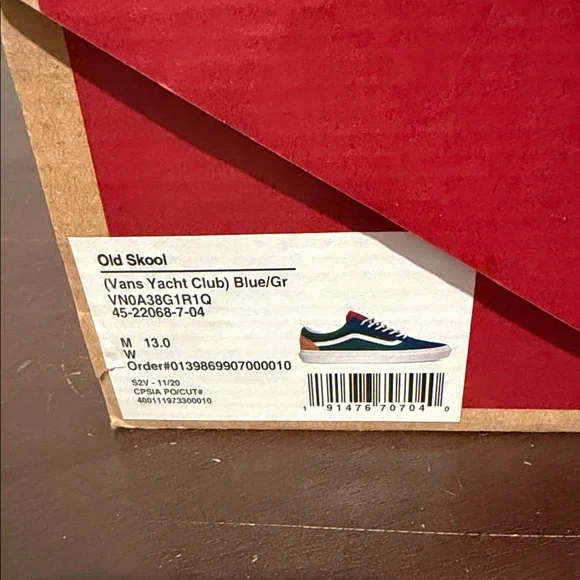 Old Skool
(Vans Yacht Club) Blue/Gr
VN0A38G1R1Q
45-22068-7-04
M 13.0
W
Order#0139869907000010
S2V - 11/20
CPSIA PO/CUT#
400111973300010
1 91476 70704 0